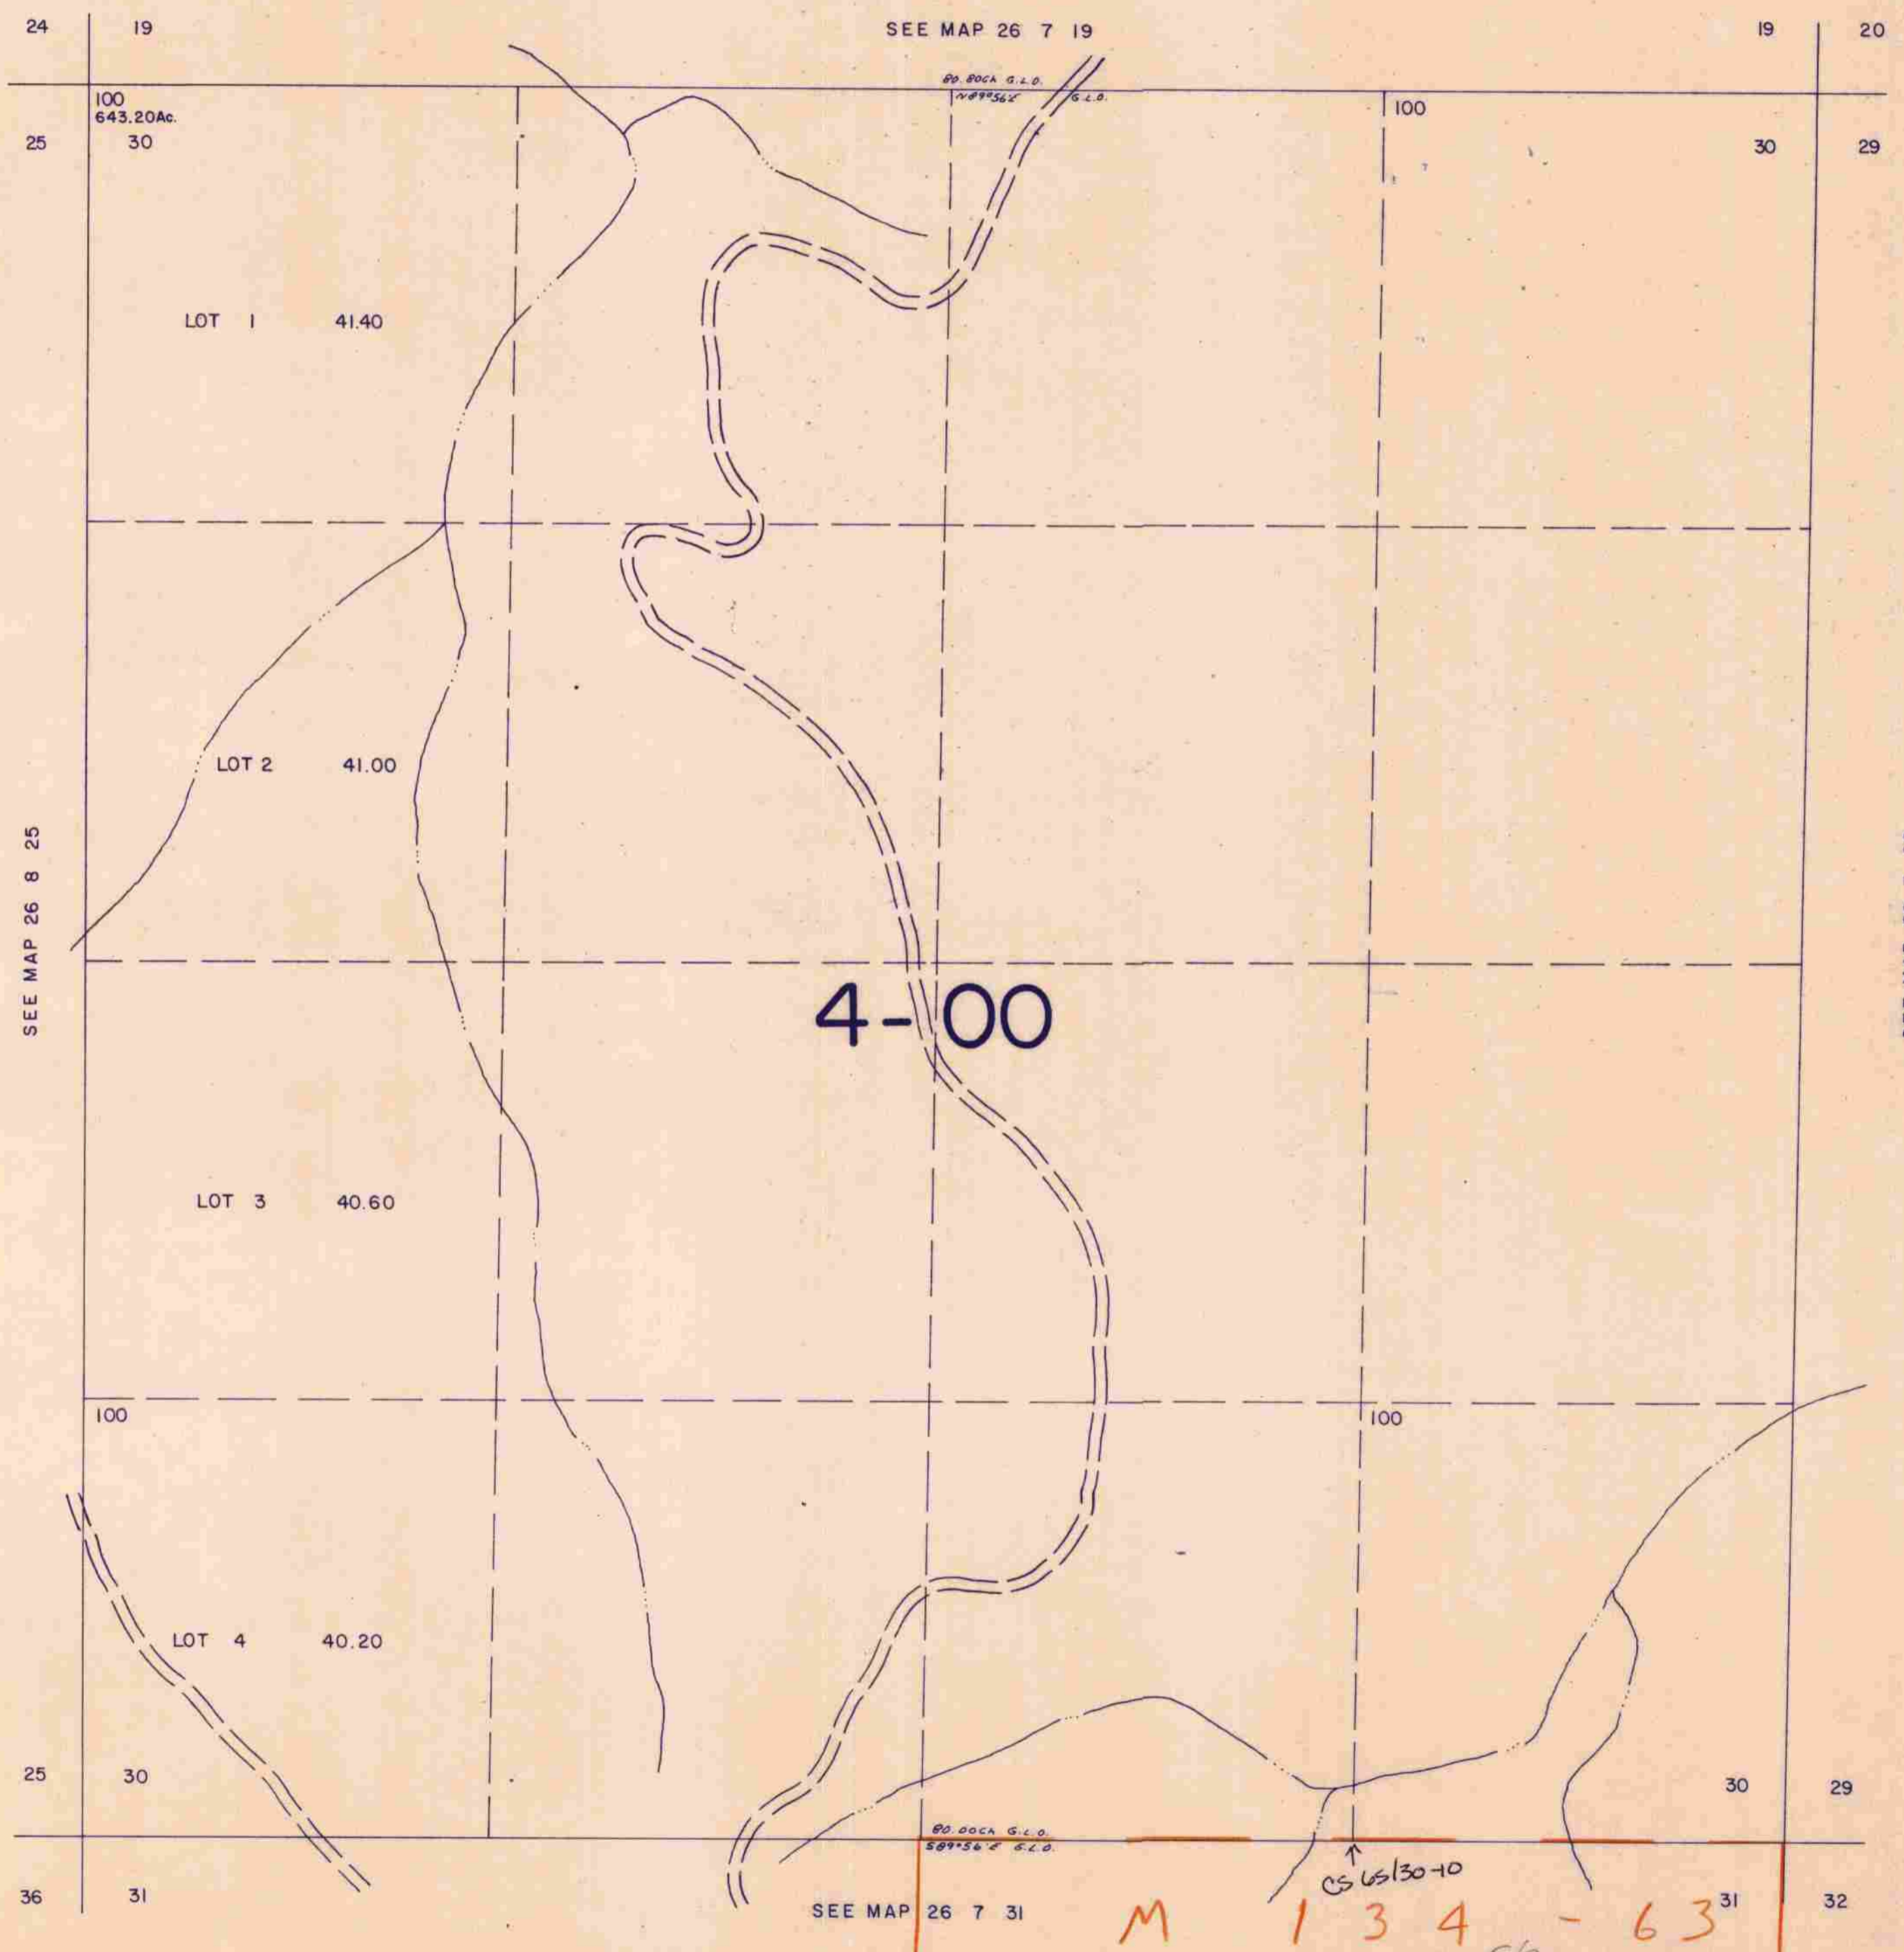 24 19 SEE MAP 26 7 19 19 20
80.80CH G.L.O.
N89°56'E G.L.O.
100 100
643.20Ac.
25 30 30 29
LOT 1 41.40
LOT 2 41.00
SEE MAP 26 8 25
4-00
LOT 3 40.60
100 100
LOT 4 40.20
25 30 30 29
80.00CH G.L.O.
S89°56'E G.L.O.
CS 65/30-10
36 31 31 32
SEE MAP 26 7 31
M 134-63